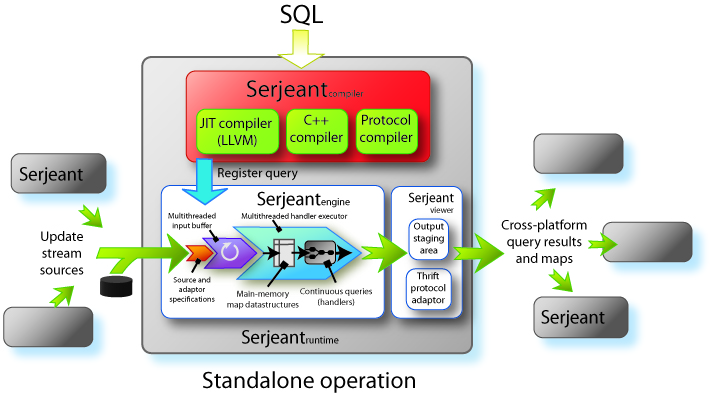 SQL
Serjeant compiler
JIT compiler
(LLVM)
C++
compiler
Protocol
compiler
Register query
Serjeant
Update
stream
sources
Serjeant engine
Multithreaded
input buffer
Multithreaded handler executor
Source and
adaptor
specifications
Main-memory
map datastructures
Continuous queries
(handlers)
Serjeant
viewer
Output
staging
area
Thrift
protocol
adaptor
Cross-platform
query results
and maps
Serjeant
Serjeant runtime
Standalone operation